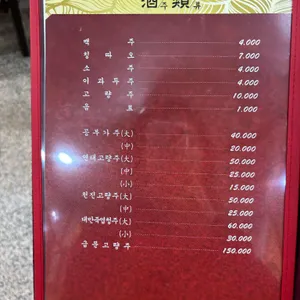 酒주類류
맥 주 4,000
칭 따 오 7,000
소 주 4,000
이 과 두 주 4,000
고 량 주 10,000
음 료 1,000
공 부 가 주 (大) 40,000
(中) 20,000
연태고량주(大) 50,000
(中) 25,000
(小) 15,000
천진고량주(大) 50,000
(中) 25,000
대만죽엽청주(大) 60,000
(小) 30,000
금 문 고 량 주 150,000